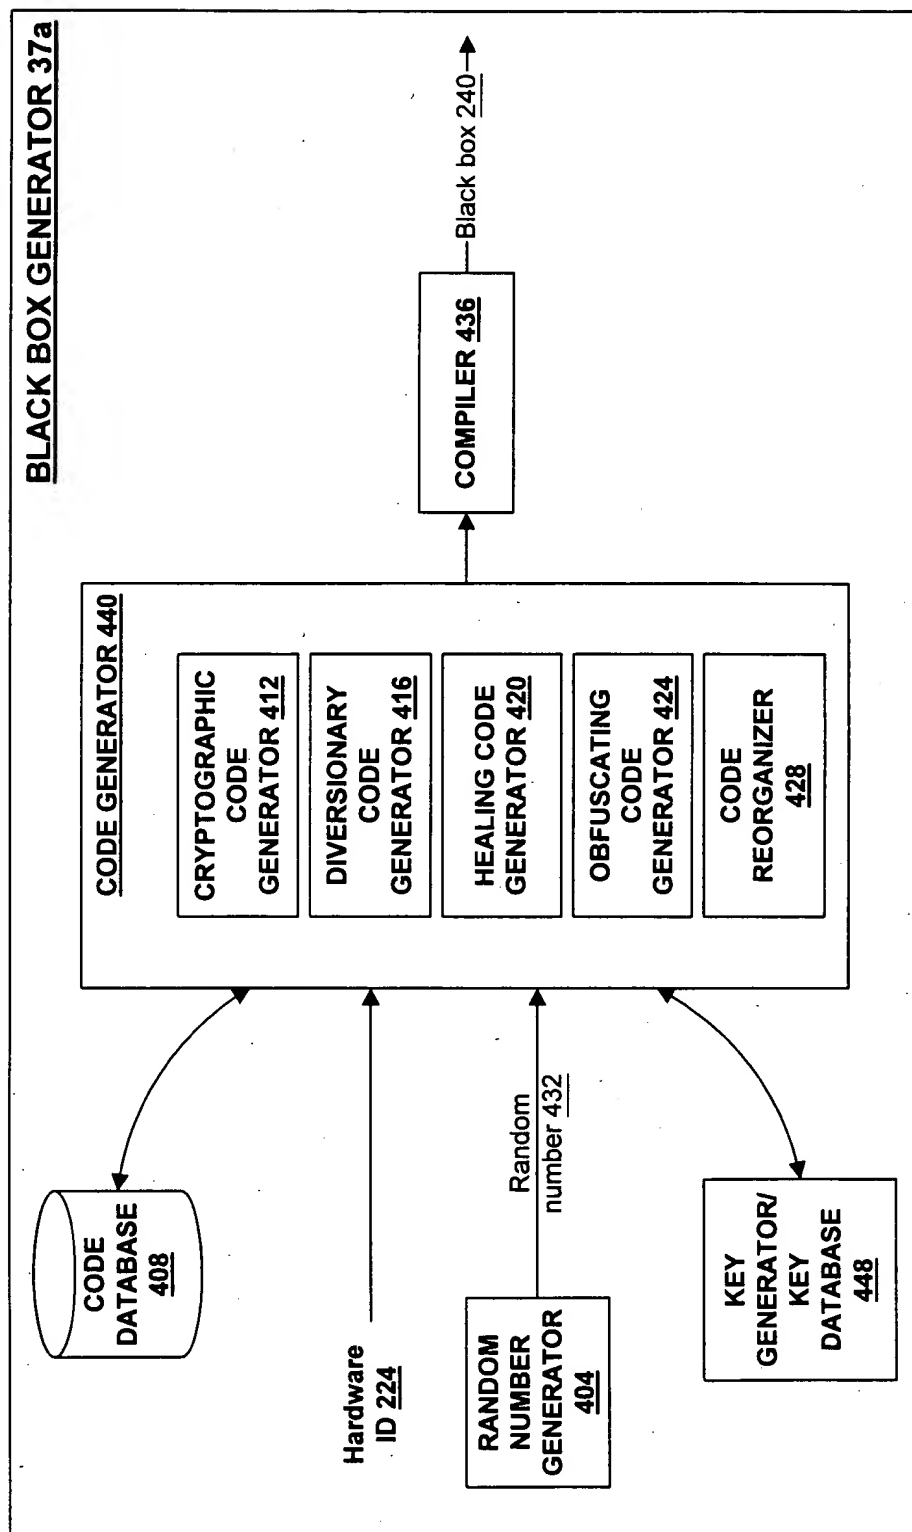 BLACK BOX GENERATOR 37a
CODE
DATABASE
408
Hardware
ID 224
RANDOM
NUMBER
GENERATOR
404
Random
number 432
KEY
GENERATOR/
KEY
DATABASE
448
CODE GENERATOR 440
CRYPTOGRAPHIC
CODE
GENERATOR 412
DIVERSIONARY
CODE
GENERATOR 416
HEALING CODE
GENERATOR 420
OBFUSCATING
CODE
GENERATOR 424
CODE
REORGANIZER
428
COMPILER 436
Black box 240